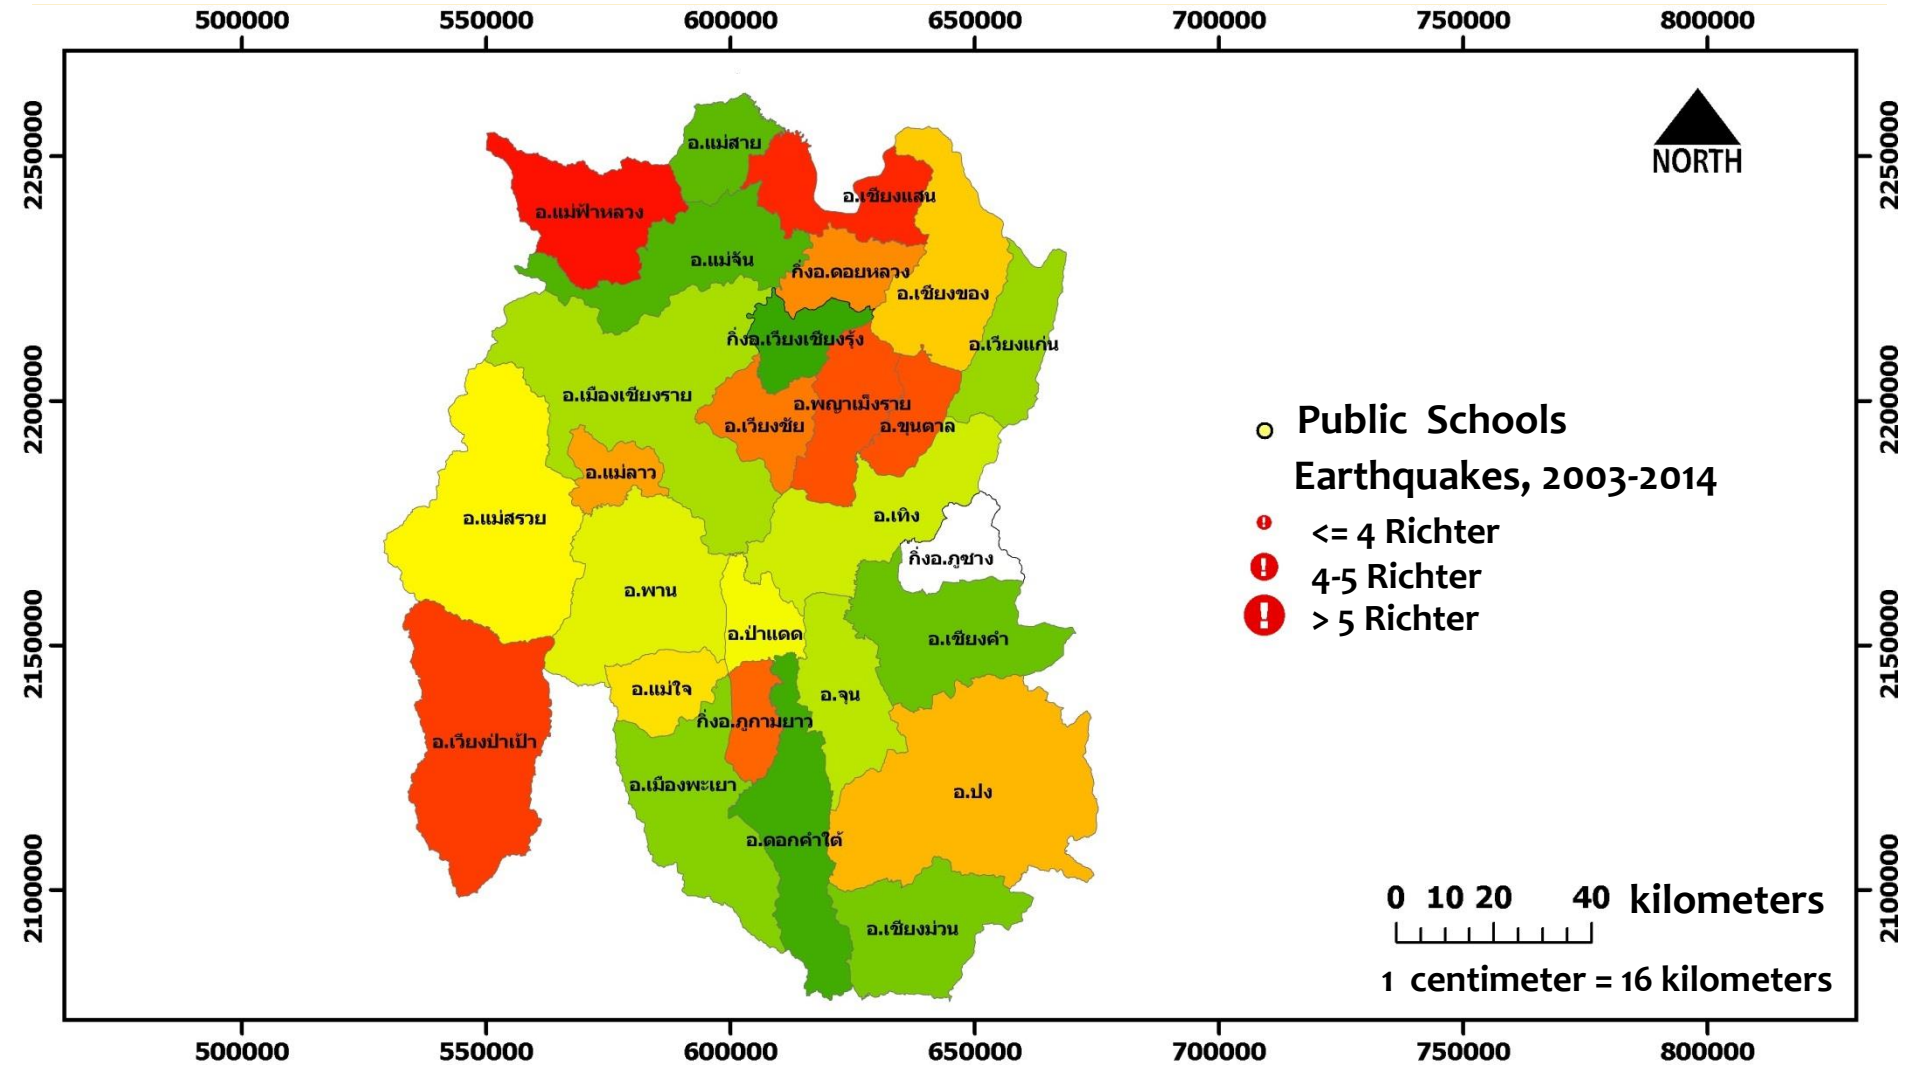 500000 550000 600000 650000 700000 750000 800000
2250000
2250000
NORTH
อ.แม่สาย
อ.เชียงแสน
อ.แม่ฟ้าหลวง
อ.แม่จัน
กิ่งอ.ดอยหลวง
อ.เชียงของ
กิ่งอ.เวียงเชียงรุ้ง
อ.เวียงแก่น
2200000
2200000
อ.เมืองเชียงราย
อ.พญาเม็งราย
อ.เวียงชัย
อ.ขุนตาล
Public Schools
อ.แม่ลาว
Earthquakes, 2003-2014
อ.แม่สรวย
อ.เทิง
<= 4 Richter
กิ่งอ.ภูซาง
4-5 Richter
อ.พาน
> 5 Richter
อ.ป่าแดด
อ.เชียงคำ
2150000
2150000
อ.แม่ใจ
อ.จุน
กิ่งอ.ภูกามยาว
อ.เวียงป่าเป้า
อ.เมืองพะเยา
อ.ปง
อ.ดอกคำใต้
2100000
2100000
0 10 20 40 kilometers
อ.เชียงม่วน
1 centimeter = 16 kilometers
500000 550000 600000 650000 700000 750000 800000